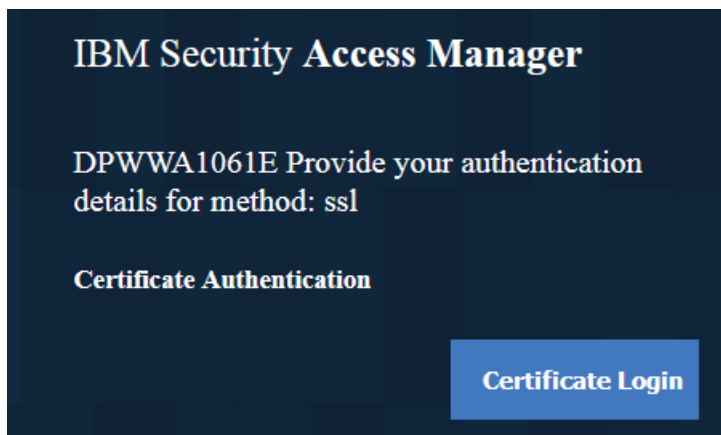 IBM Security Access Manager
DPWWA1061E Provide your authentication
details for method: ssl
Certificate Authentication
Certificate Login